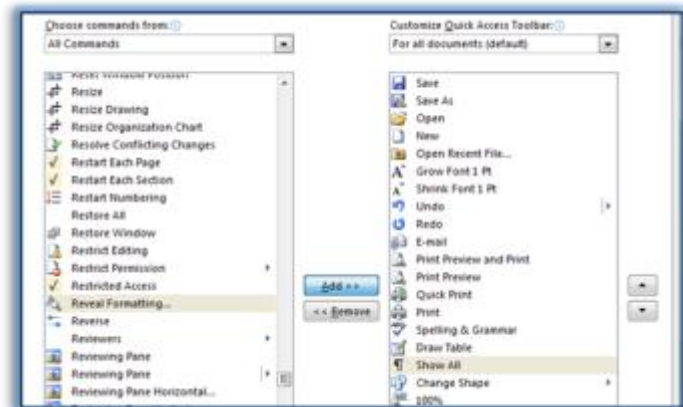 Choose commands from:
All Commands
Reset Window Position
Resize
Resize Drawing
Resize Organization Chart
Resolve Conflicting Changes
Restart Each Page
Restart Each Section
Restart Numbering
Restore All
Restore Window
Restrict Editing
Restrict Permission
Restricted Access
Reveal Formatting...
Reverse
Reviewers
Reviewing Pane
Reviewing Pane
Reviewing Pane Horizontal...
Add >>
<< Remove
Customize Quick Access Toolbar:
For all documents (default)
Save
Save As
Open
New
Open Recent File...
Grow Font 1 Pt
Shrink Font 1 Pt
Undo
Redo
E-mail
Print Preview and Print
Print Preview
Quick Print
Print
Spelling & Grammar
Draw Table
Show All
Change Shape
100%